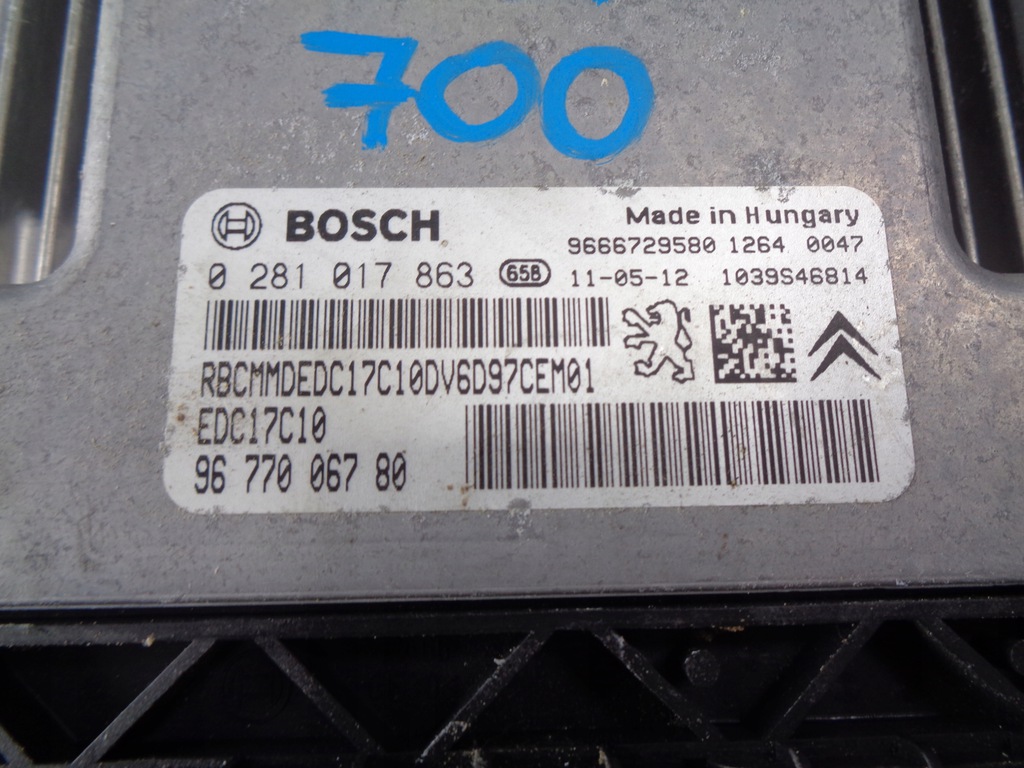 700
BOSCH Made in Hungary
9666729580 1264 0047
0 281 017 863 65B 11-05-12 1039S46814
RBCMMDEDC17C10DV6D97CEM01
EDC17C10
96 770 067 80